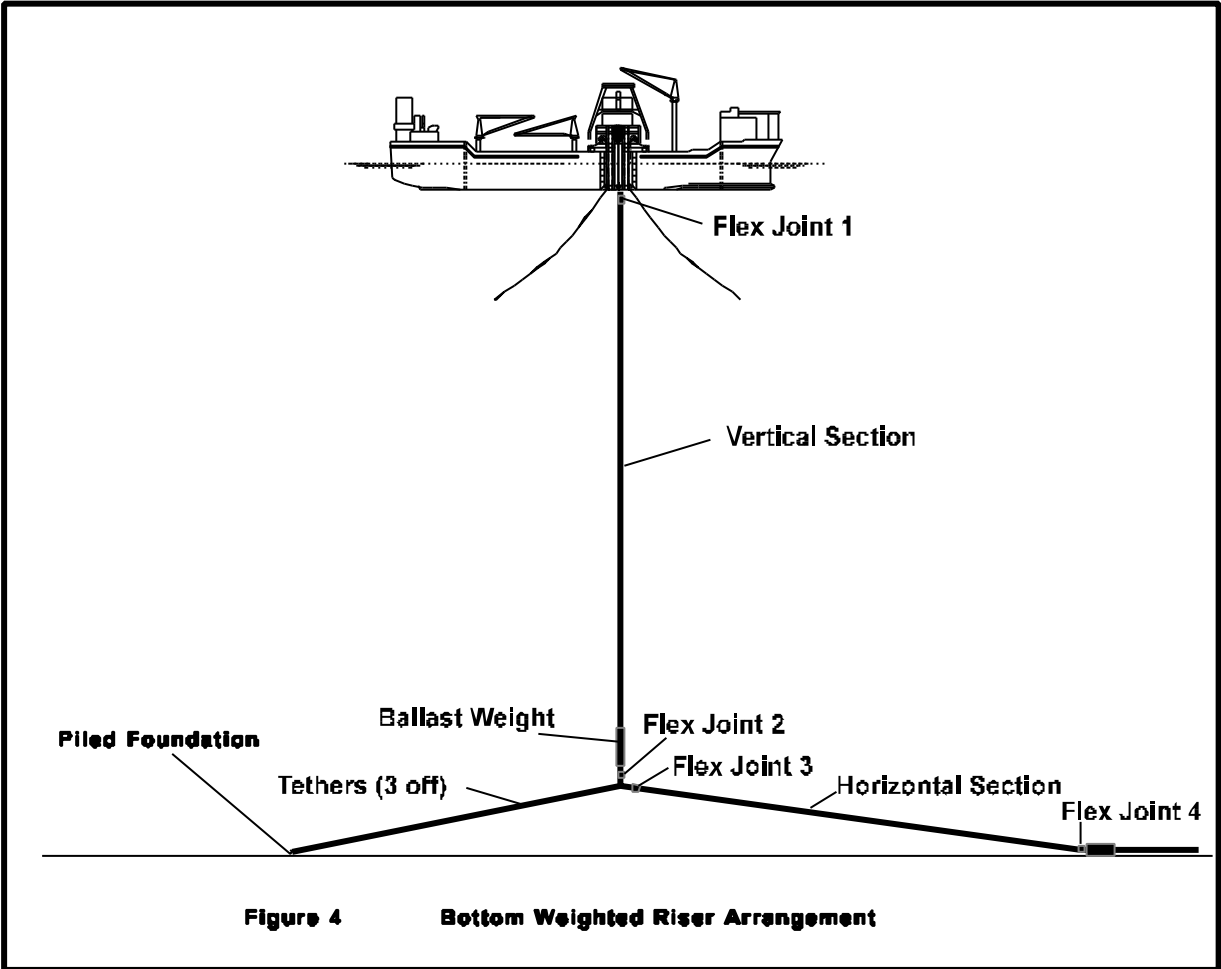 Flex Joint 1
Vertical Section
Ballast Weight
Flex Joint 2
Piled Foundation
Flex Joint 3
Tethers (3 off)
Horizontal Section
Flex Joint 4
Figure 4 Bottom Weighted Riser Arrangement